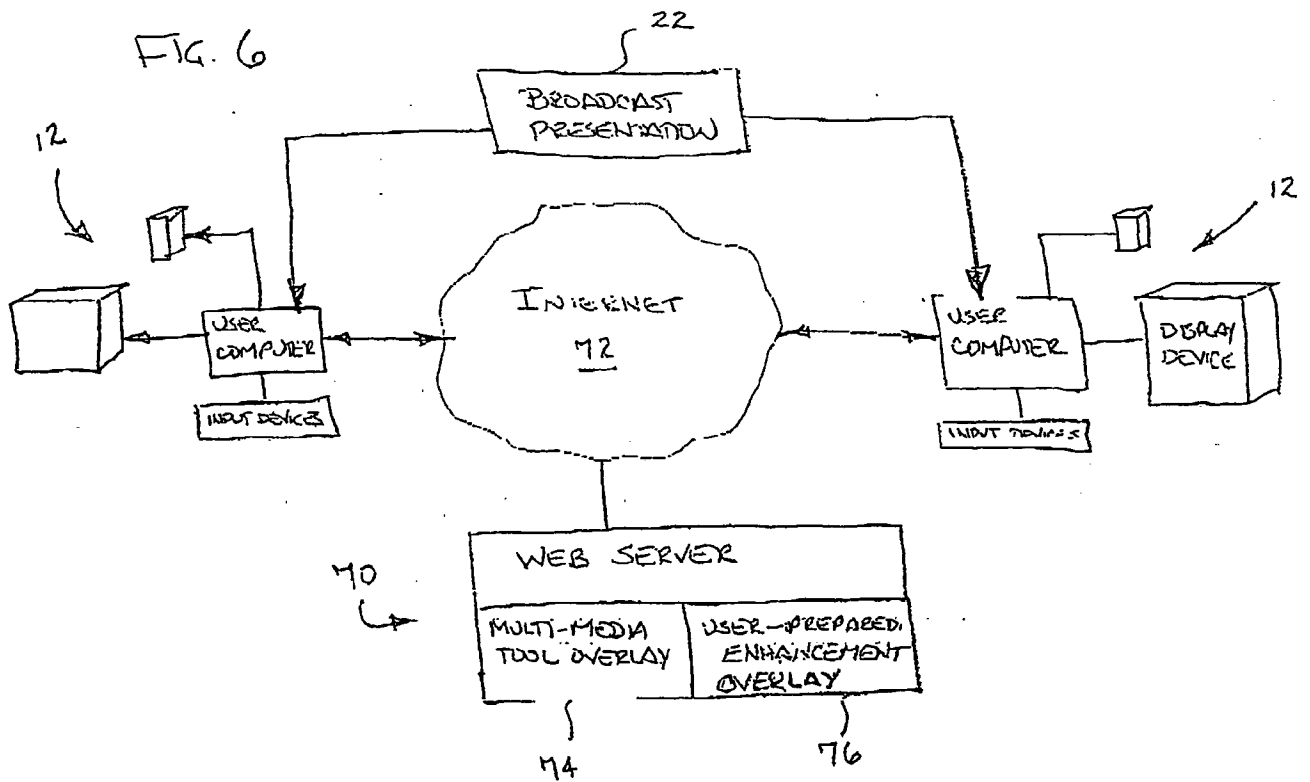 FIG. 6
22
BROADCAST
PRESENTATION
12
12
INTERNET
72
USER
COMPUTER
USER
COMPUTER
DISPLAY
DEVICE
INPUT DEVICES
INPUT DEVICES
WEB SERVER
70
MULTI-MEDIA
TOOL OVERLAY
USER-PREPARED
ENHANCEMENT
OVERLAY
74
76